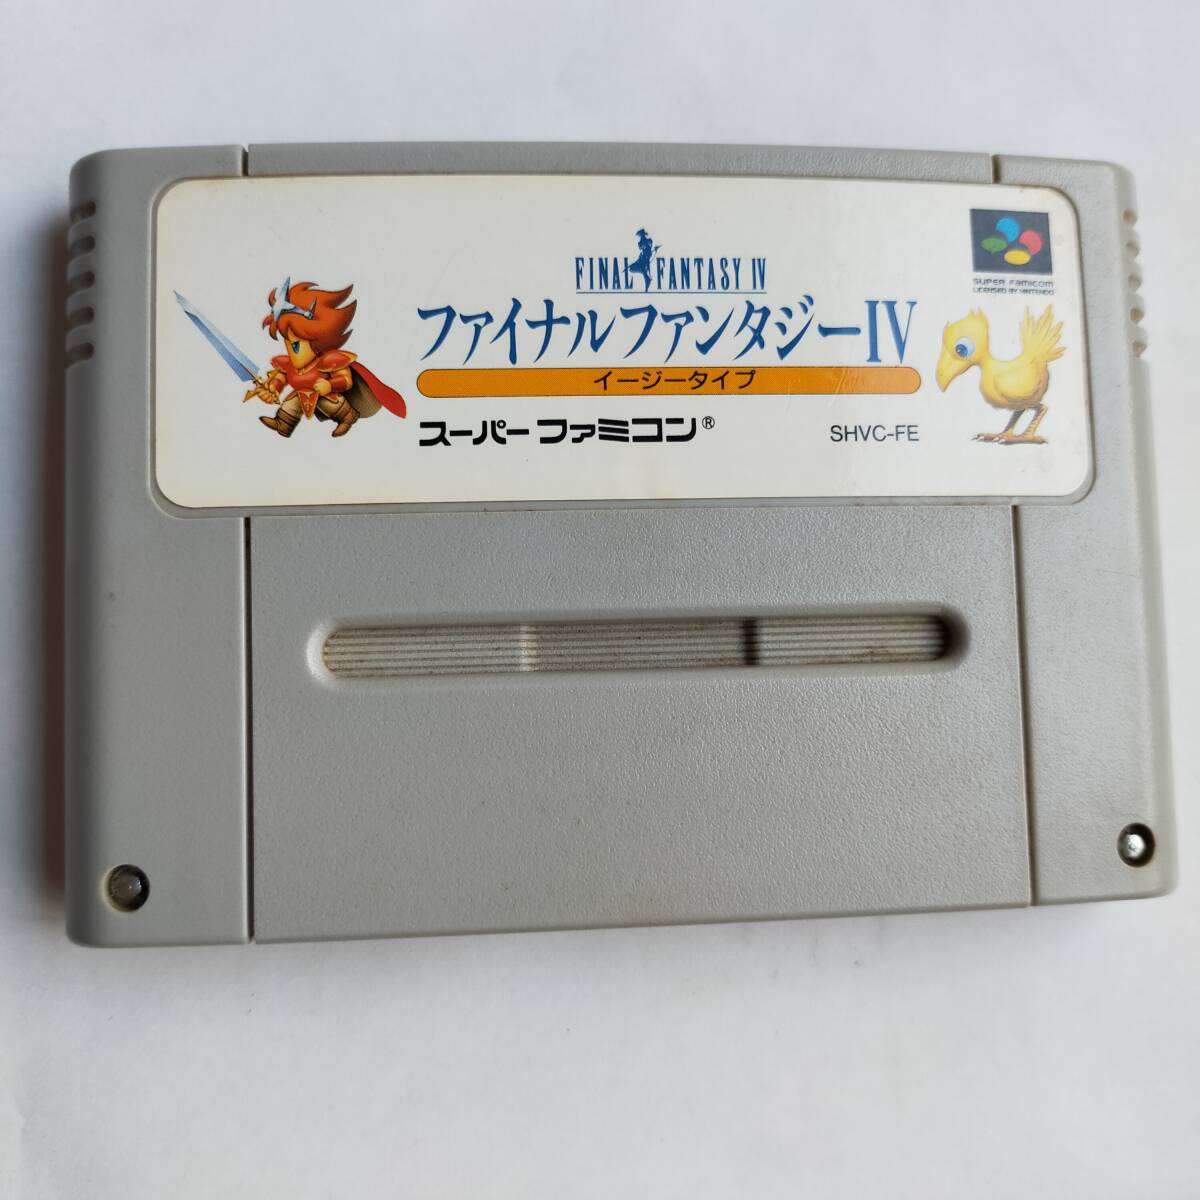 FINAL FANTASY IV
ファイナルファンタジーIV
イージータイプ
スーパーファミコン®
SHVC-FE
SUPER FAMICOM
LICENSED BY NINTENDO